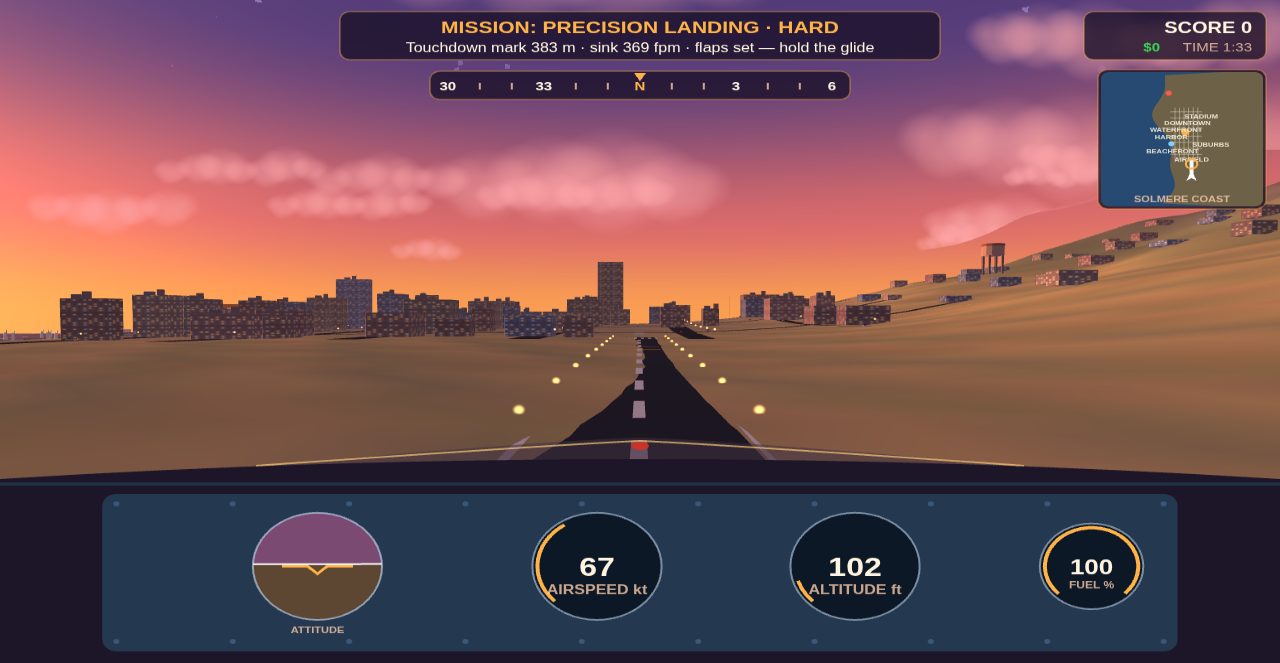 MISSION: PRECISION LANDING · HARD
Touchdown mark 383 m · sink 369 fpm · flaps set — hold the glide
SCORE 0
$0 TIME 1:33
30 33 N 3 6
STADIUM
DOWNTOWN
WATERFRONT
HARBOR
SUBURBS
BEACHFRONT
AIRFIELD
SOLMERE COAST
67
AIRSPEED kt
102
ALTITUDE ft
100
FUEL %
ATTITUDE